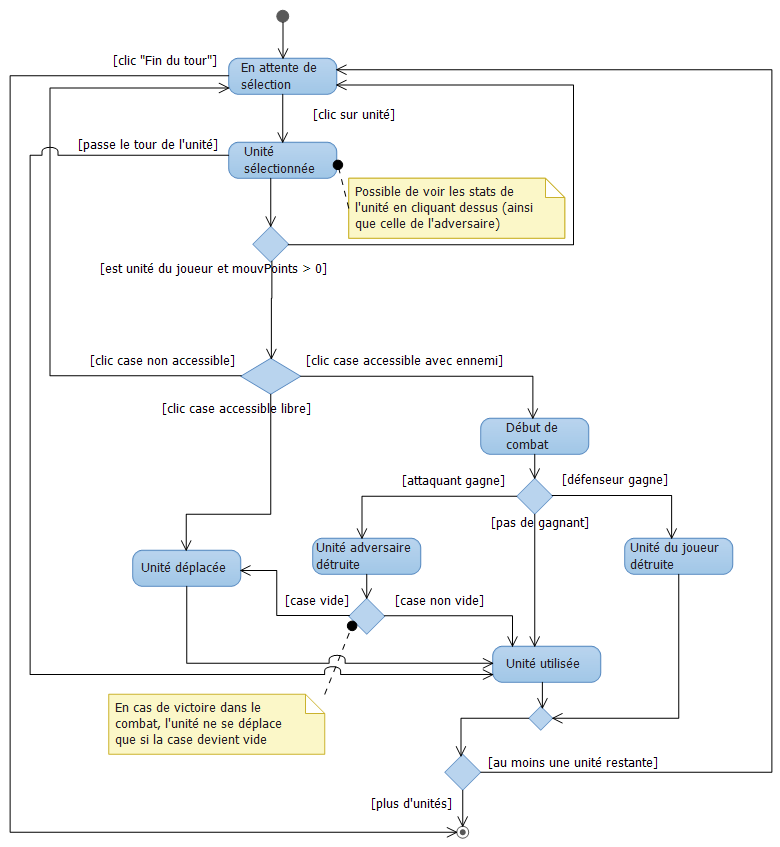 [clic "Fin du tour"]
En attente de
sélection
[clic sur unité]
[passe le tour de l'unité]
Unité
sélectionnée
Possible de voir les stats de
l'unité en cliquant dessus (ainsi
que celle de l'adversaire)
[est unité du joueur et mouvPoints > 0]
[clic case non accessible]
[clic case accessible avec ennemi]
[clic case accessible libre]
Début de
combat
[attaquant gagne]
[défenseur gagne]
[pas de gagnant]
Unité déplacée
Unité adversaire
détruite
Unité du joueur
détruite
[case vide]
[case non vide]
Unité utilisée
En cas de victoire dans le
combat, l'unité ne se déplace
que si la case devient vide
[au moins une unité restante]
[plus d'unités]